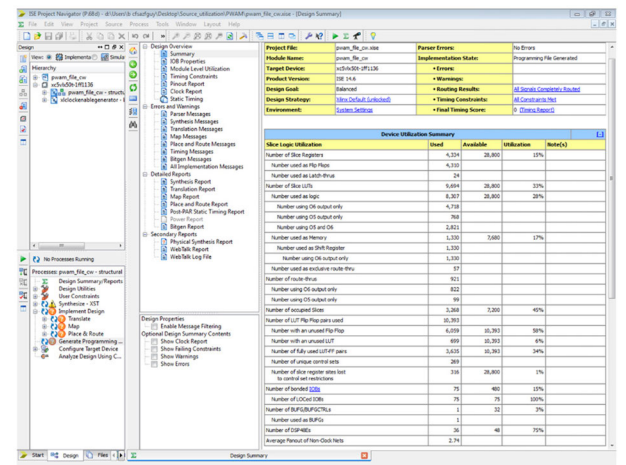 ISE Project Navigator (P.68d) - d:\Users\b r\fuazfguy\Desktop\Source_utilization\PWAM\pwam_file_cw.xise - [Design Summary]
File Edit View Project Source Process Tools Window Layout Help
Design
View: Implementa Simula
Hierarchy
pwam_file_cw
xc5vlx50t-1ff1136
pwam_file_cw - struct
xlclockenablegenerator -
No Processes Running
Processes: pwam_file_cw - structural
Design Summary/Reports
Design Utilities
User Constraints
Synthesize - XST
Implement Design
Translate
Map
Place & Route
Generate Programming ...
Configure Target Device
Analyze Design Using C...
Start Design Files
Design Overview
Summary
IOB Properties
Module Level Utilization
Timing Constraints
Pinout Report
Clock Report
Static Timing
Errors and Warnings
Parser Messages
Synthesis Messages
Translation Messages
Map Messages
Place and Route Messages
Timing Messages
Bitgen Messages
All Implementation Messages
Detailed Reports
Synthesis Report
Translation Report
Map Report
Place and Route Report
Post-PAR Static Timing Report
Power Report
Bitgen Report
Secondary Reports
Physical Synthesis Report
WebTalk Report
WebTalk Log File
Design Properties
Enable Message Filtering
Optional Design Summary Contents
Show Clock Report
Show Failing Constraints
Show Warnings
Show Errors
Project File: pwam_file_cw.xise Parser Errors: No Errors
Module Name: pwam_file_cw Implementation State: Programming File Generated
Target Device: xc5vlx50t-1ff1136 • Errors:
Product Version: ISE 14.6 • Warnings:
Design Goal: Balanced • Routing Results: All Signals Completely Routed
Design Strategy: Xilinx Default (unlocked) • Timing Constraints: All Constraints Met
Environment: System Settings • Final Timing Score: 0 (Timing Report)
Device Utilization Summary [-]
Slice Logic Utilization Used Available Utilization Note(s)
Number of Slice Registers 4,334 28,800 15%
Number used as Flip Flops 4,310
Number used as Latch-thrus 24
Number of Slice LUTs 9,694 28,800 33%
Number used as logic 8,307 28,800 28%
Number using O6 output only 4,718
Number using O5 output only 768
Number using O5 and O6 2,821
Number used as Memory 1,330 7,680 17%
Number used as Shift Register 1,330
Number using O6 output only 1,330
Number used as exclusive route-thru 57
Number of route-thrus 921
Number using O6 output only 822
Number using O5 output only 99
Number of occupied Slices 3,268 7,200 45%
Number of LUT Flip Flop pairs used 10,393
Number with an unused Flip Flop 6,059 10,393 58%
Number with an unused LUT 699 10,393 6%
Number of fully used LUT-FF pairs 3,635 10,393 34%
Number of unique control sets 269
Number of slice register sites lost
to control set restrictions 316 28,800 1%
Number of bonded IOBs 75 480 15%
Number of LOCed IOBs 75 75 100%
Number of BUFG/BUFGCTRLs 1 32 3%
Number used as BUFGs 1
Number of DSP48Es 36 48 75%
Average Fanout of Non-Clock Nets 2.74
Design Summary